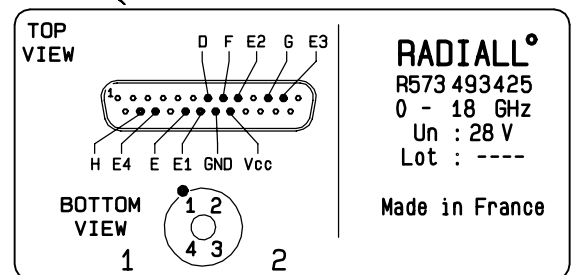 TOP
VIEW
D F E2 G E3
1
H E4 E E1 GND Vcc
BOTTOM
VIEW
1 2
4 3
1 2
RADIALL°
R573 493425
0 - 18 GHz
Un : 28 V
Lot : ----
Made in France